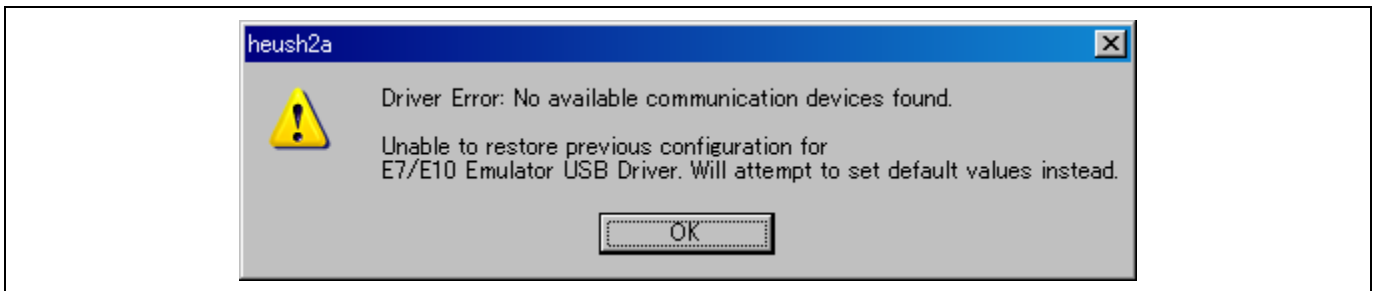 heush2a
Driver Error: No available communication devices found.
Unable to restore previous configuration for
E7/E10 Emulator USB Driver. Will attempt to set default values instead.
OK